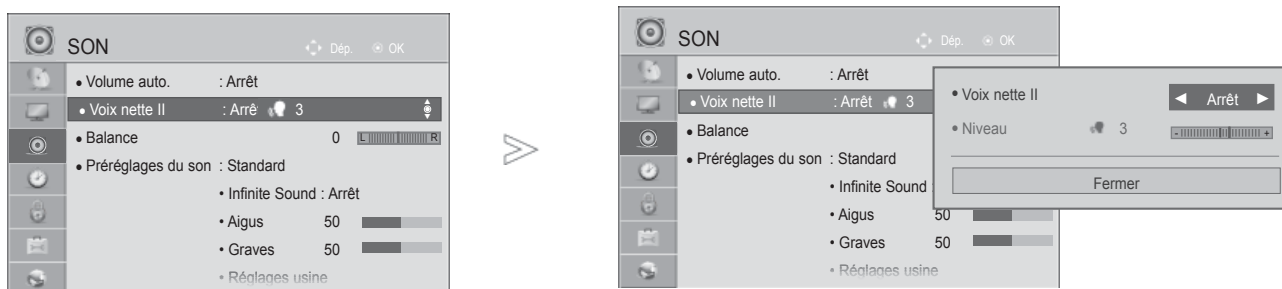 SON
Dép. OK
• Volume auto. : Arrêt
• Voix nette II : Arrê 3
• Balance 0 L R
• Préréglages du son : Standard
• Infinite Sound : Arrêt
• Aigus 50
• Graves 50
• Réglages usine
SON
Dép. OK
• Volume auto. : Arrêt
• Voix nette II : Arrêt 3
• Balance
• Préréglages du son : Standard
• Infinite Sound :
• Aigus 50
• Graves 50
• Réglages usine
• Voix nette II ◄ Arrêt ►
• Niveau 3 - +
Fermer